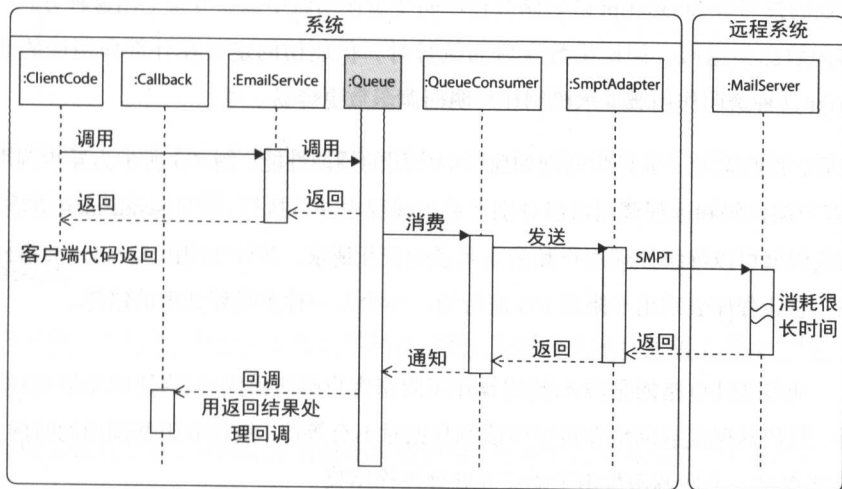 系统
远程系统
:ClientCode
:Callback
:EmailService
:Queue
:QueueConsumer
:SmptAdapter
:MailServer
调用
调用
返回
返回
客户端代码返回
消费
发送
SMPT
消耗很
长时间
返回
返回
通知
回调
用返回结果处
理回调